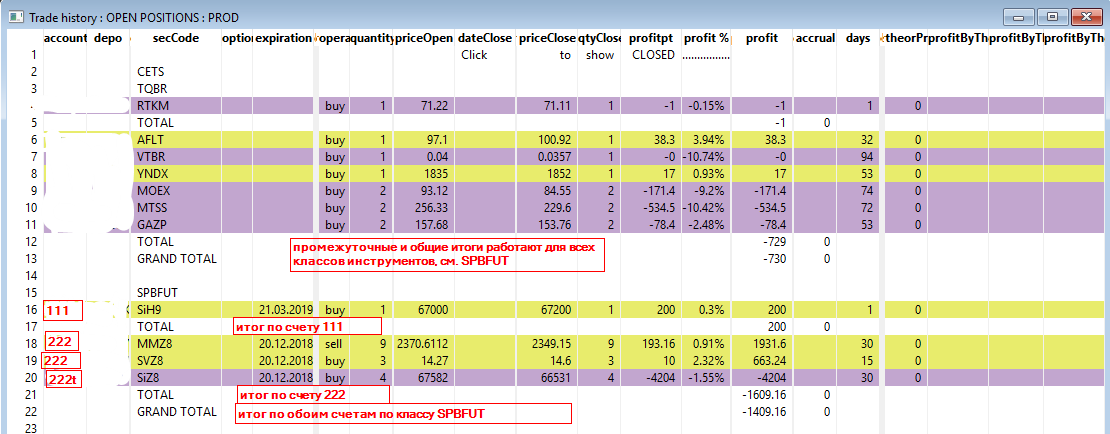 Trade history : OPEN POSITIONS : PROD
account depo secCode option expiration opera quantity priceOpen dateClose priceClose qtyClose profitpt profit % profit accrual days theorPr profitByTh profitByTh profitByThe
1 Click to show CLOSED ................
2 CETS
3 TQBR
RTKM buy 1 71.22 71.11 1 -1 -0.15% -1 1 0
5 TOTAL -1 0
6 AFLT buy 1 97.1 100.92 1 38.3 3.94% 38.3 32 0
7 VTBR buy 1 0.04 0.0357 1 -0 -10.74% -0 94 0
8 YNDX buy 1 1835 1852 1 17 0.93% 17 53 0
9 MOEX buy 2 93.12 84.55 2 -171.4 -9.2% -171.4 74 0
10 MTSS buy 2 256.33 229.6 2 -534.5 -10.42% -534.5 72 0
11 GAZP buy 2 157.68 153.76 2 -78.4 -2.48% -78.4 53 0
12 TOTAL -729 0
13 GRAND TOTAL -730 0
промежуточные и общие итоги работают для всех
классов инструментов, см. SPBFUT
14
15 SPBFUT
16 111 SiH9 21.03.2019 buy 1 67000 67200 1 200 0.3% 200 1 0
17 TOTAL итог по счету 111 200 0
18 222 MMZ8 20.12.2018 sell 9 2370.6112 2349.15 9 193.16 0.91% 1931.6 30 0
19 222 SVZ8 20.12.2018 buy 3 14.27 14.6 3 10 2.32% 663.24 15 0
20 222t SiZ8 20.12.2018 buy 4 67582 66531 4 -4204 -1.55% -4204 30 0
21 TOTAL итог по счету 222 -1609.16 0
22 GRAND TOTAL итог по обоим счетам по классу SPBFUT -1409.16 0